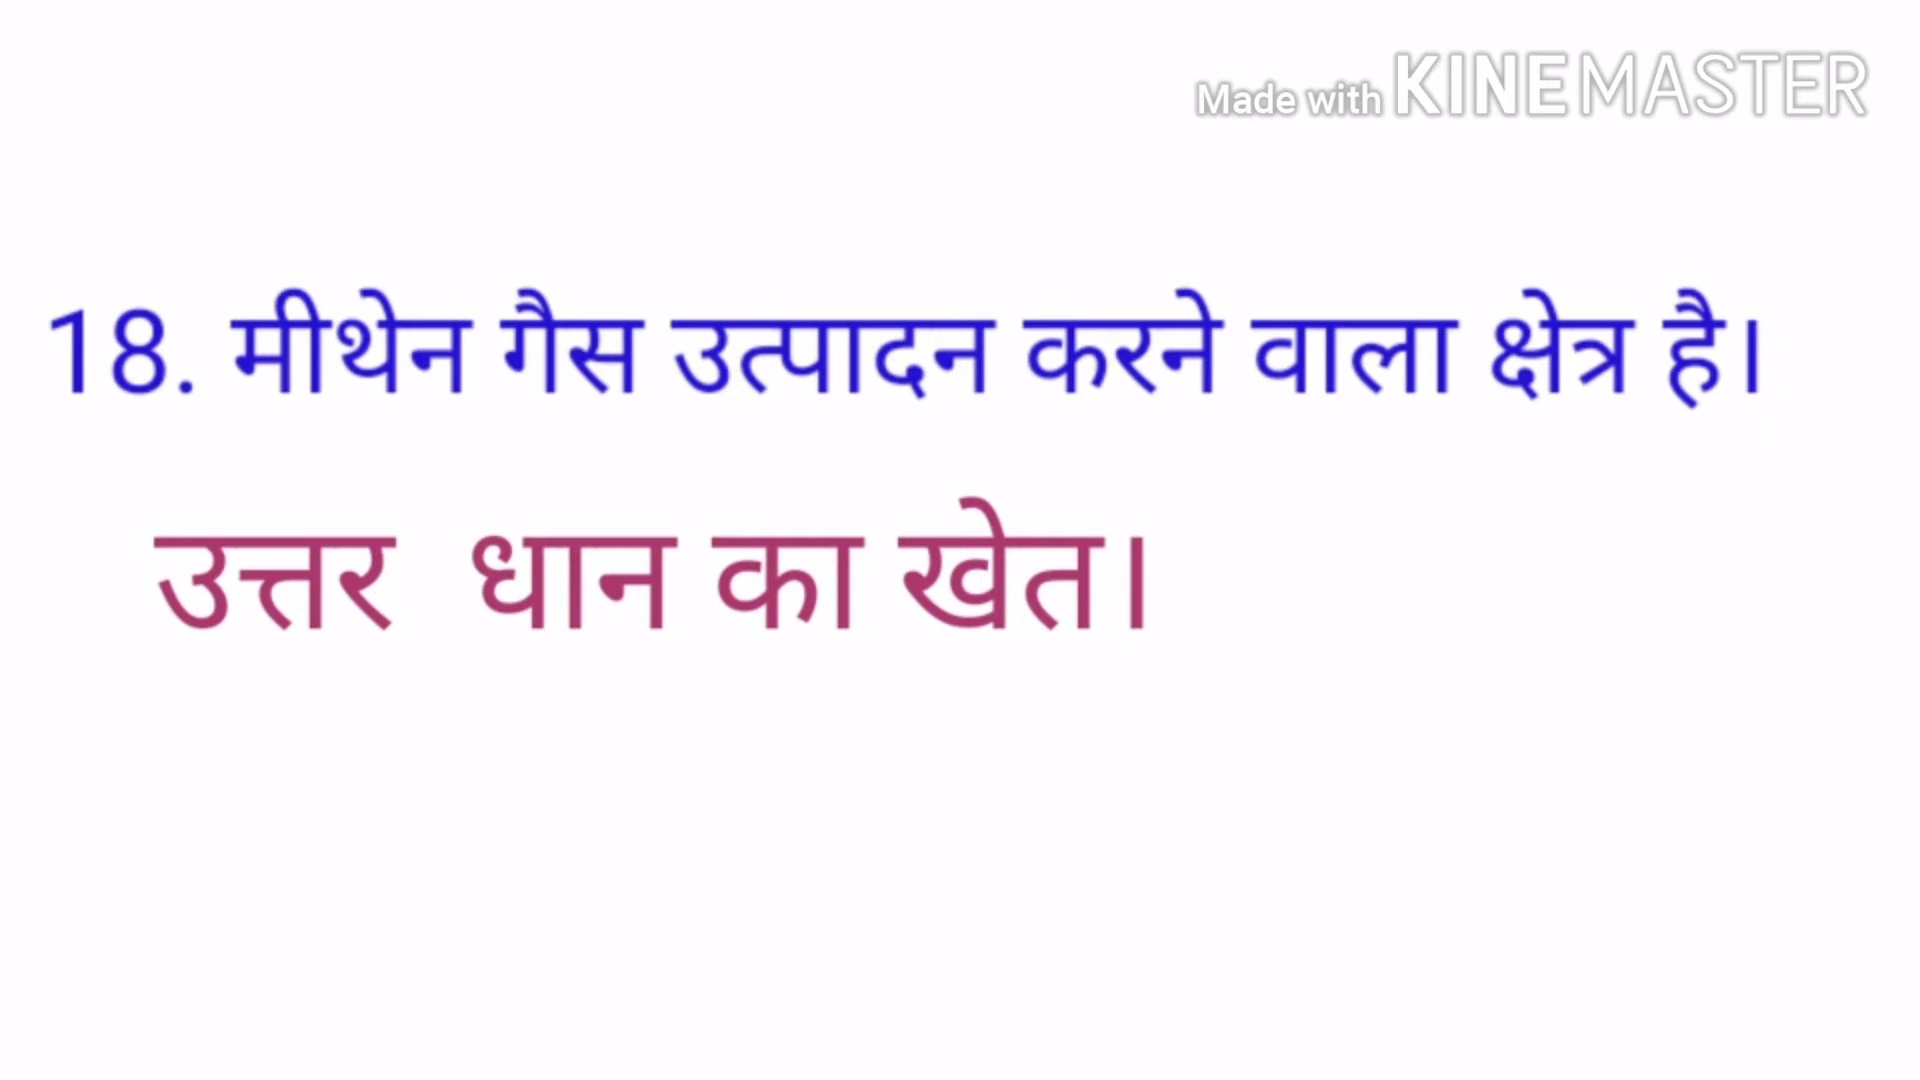 Made with KINEMASTER
18. मीथेन गैस उत्पादन करने वाला क्षेत्र है।
उत्तर धान का खेत।